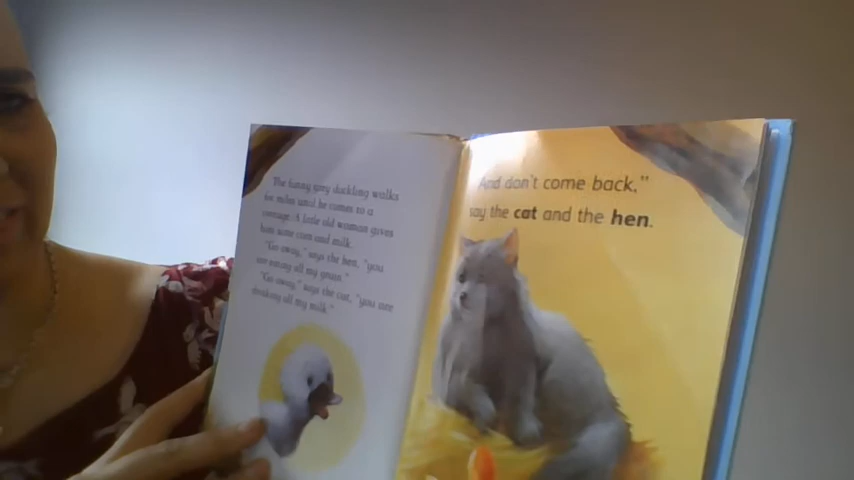 The funny grey duckling walks
for miles until he comes to a
cottage. A little old woman gives
him some corn and milk.
"Go away," says the hen, "you
are eating all my grain."
"Go away," says the cat, "you are
drinking all my milk."
And don't come back,"
say the cat and the hen.